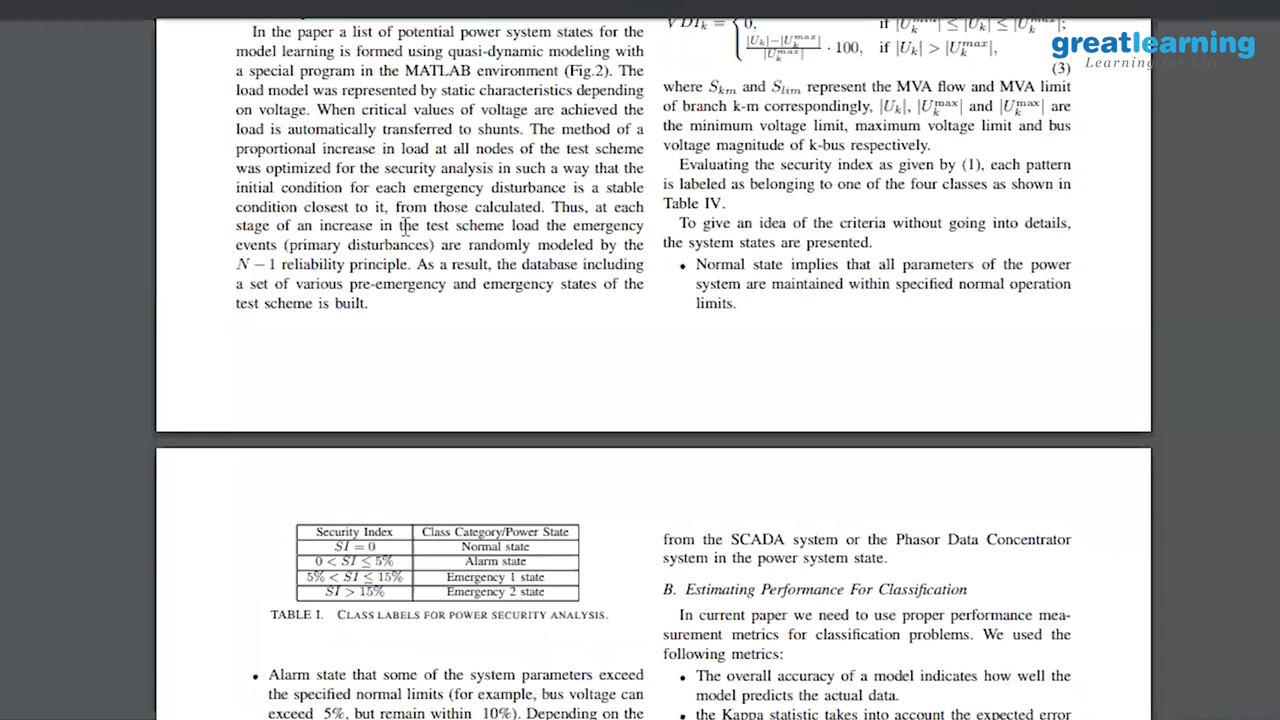 In the paper a list of potential power system states for the
model learning is formed using quasi-dynamic modeling with
a special program in the MATLAB environment (Fig.2). The
load model was represented by static characteristics depending
on voltage. When critical values of voltage are achieved the
load is automatically transferred to shunts. The method of a
proportional increase in load at all nodes of the test scheme
was optimized for the security analysis in such a way that the
initial condition for each emergency disturbance is a stable
condition closest to it, from those calculated. Thus, at each
stage of an increase in the test scheme load the emergency
events (primary disturbances) are randomly modeled by the
N − 1 reliability principle. As a result, the database including
a set of various pre-emergency and emergency states of the
test scheme is built.
VDI_k = { 0, if |U_k^min| ≤ |U_k| ≤ |U_k^max|;
(|U_k|−|U_k^max|)/|U_k^max| · 100, if |U_k| > |U_k^max|,
(3)
where S_km and S_lim represent the MVA flow and MVA limit
of branch k-m correspondingly, |U_k|, |U_k^max| and |U_k^max| are
the minimum voltage limit, maximum voltage limit and bus
voltage magnitude of k-bus respectively.
Evaluating the security index as given by (1), each pattern
is labeled as belonging to one of the four classes as shown in
Table IV.
To give an idea of the criteria without going into details,
the system states are presented.
• Normal state implies that all parameters of the power
system are maintained within specified normal operation
limits.
greatlearning
Learning for Life
Security Index Class Category/Power State
SI = 0 Normal state
0 < SI ≤ 5% Alarm state
5% < SI ≤ 15% Emergency 1 state
SI > 15% Emergency 2 state
TABLE I. CLASS LABELS FOR POWER SECURITY ANALYSIS.
• Alarm state that some of the system parameters exceed
the specified normal limits (for example, bus voltage can
exceed 5%, but remain within 10%). Depending on the
from the SCADA system or the Phasor Data Concentrator
system in the power system state.
B. Estimating Performance For Classification
In current paper we need to use proper performance mea-
surement metrics for classification problems. We used the
following metrics:
• The overall accuracy of a model indicates how well the
model predicts the actual data.
• the Kappa statistic takes into account the expected error